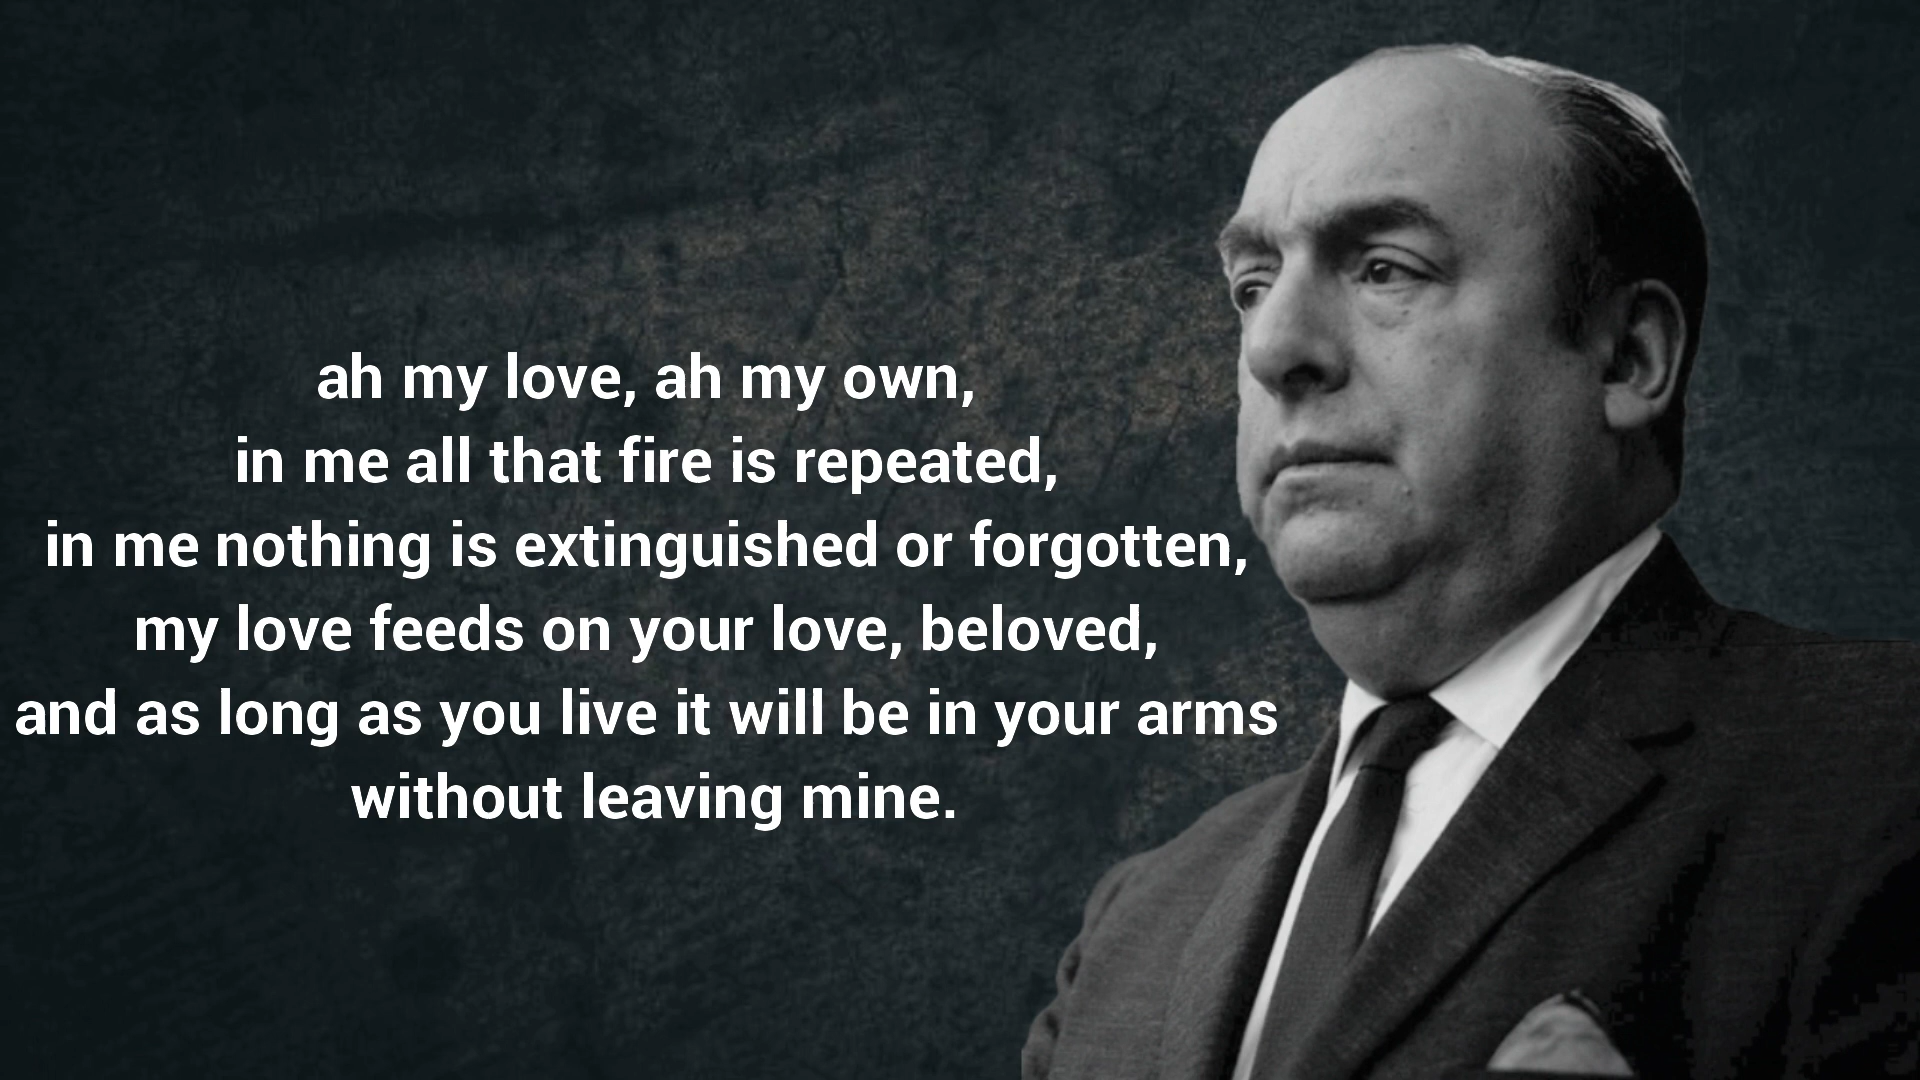 ah my love, ah my own,
in me all that fire is repeated,
in me nothing is extinguished or forgotten,
my love feeds on your love, beloved,
and as long as you live it will be in your arms
without leaving mine.